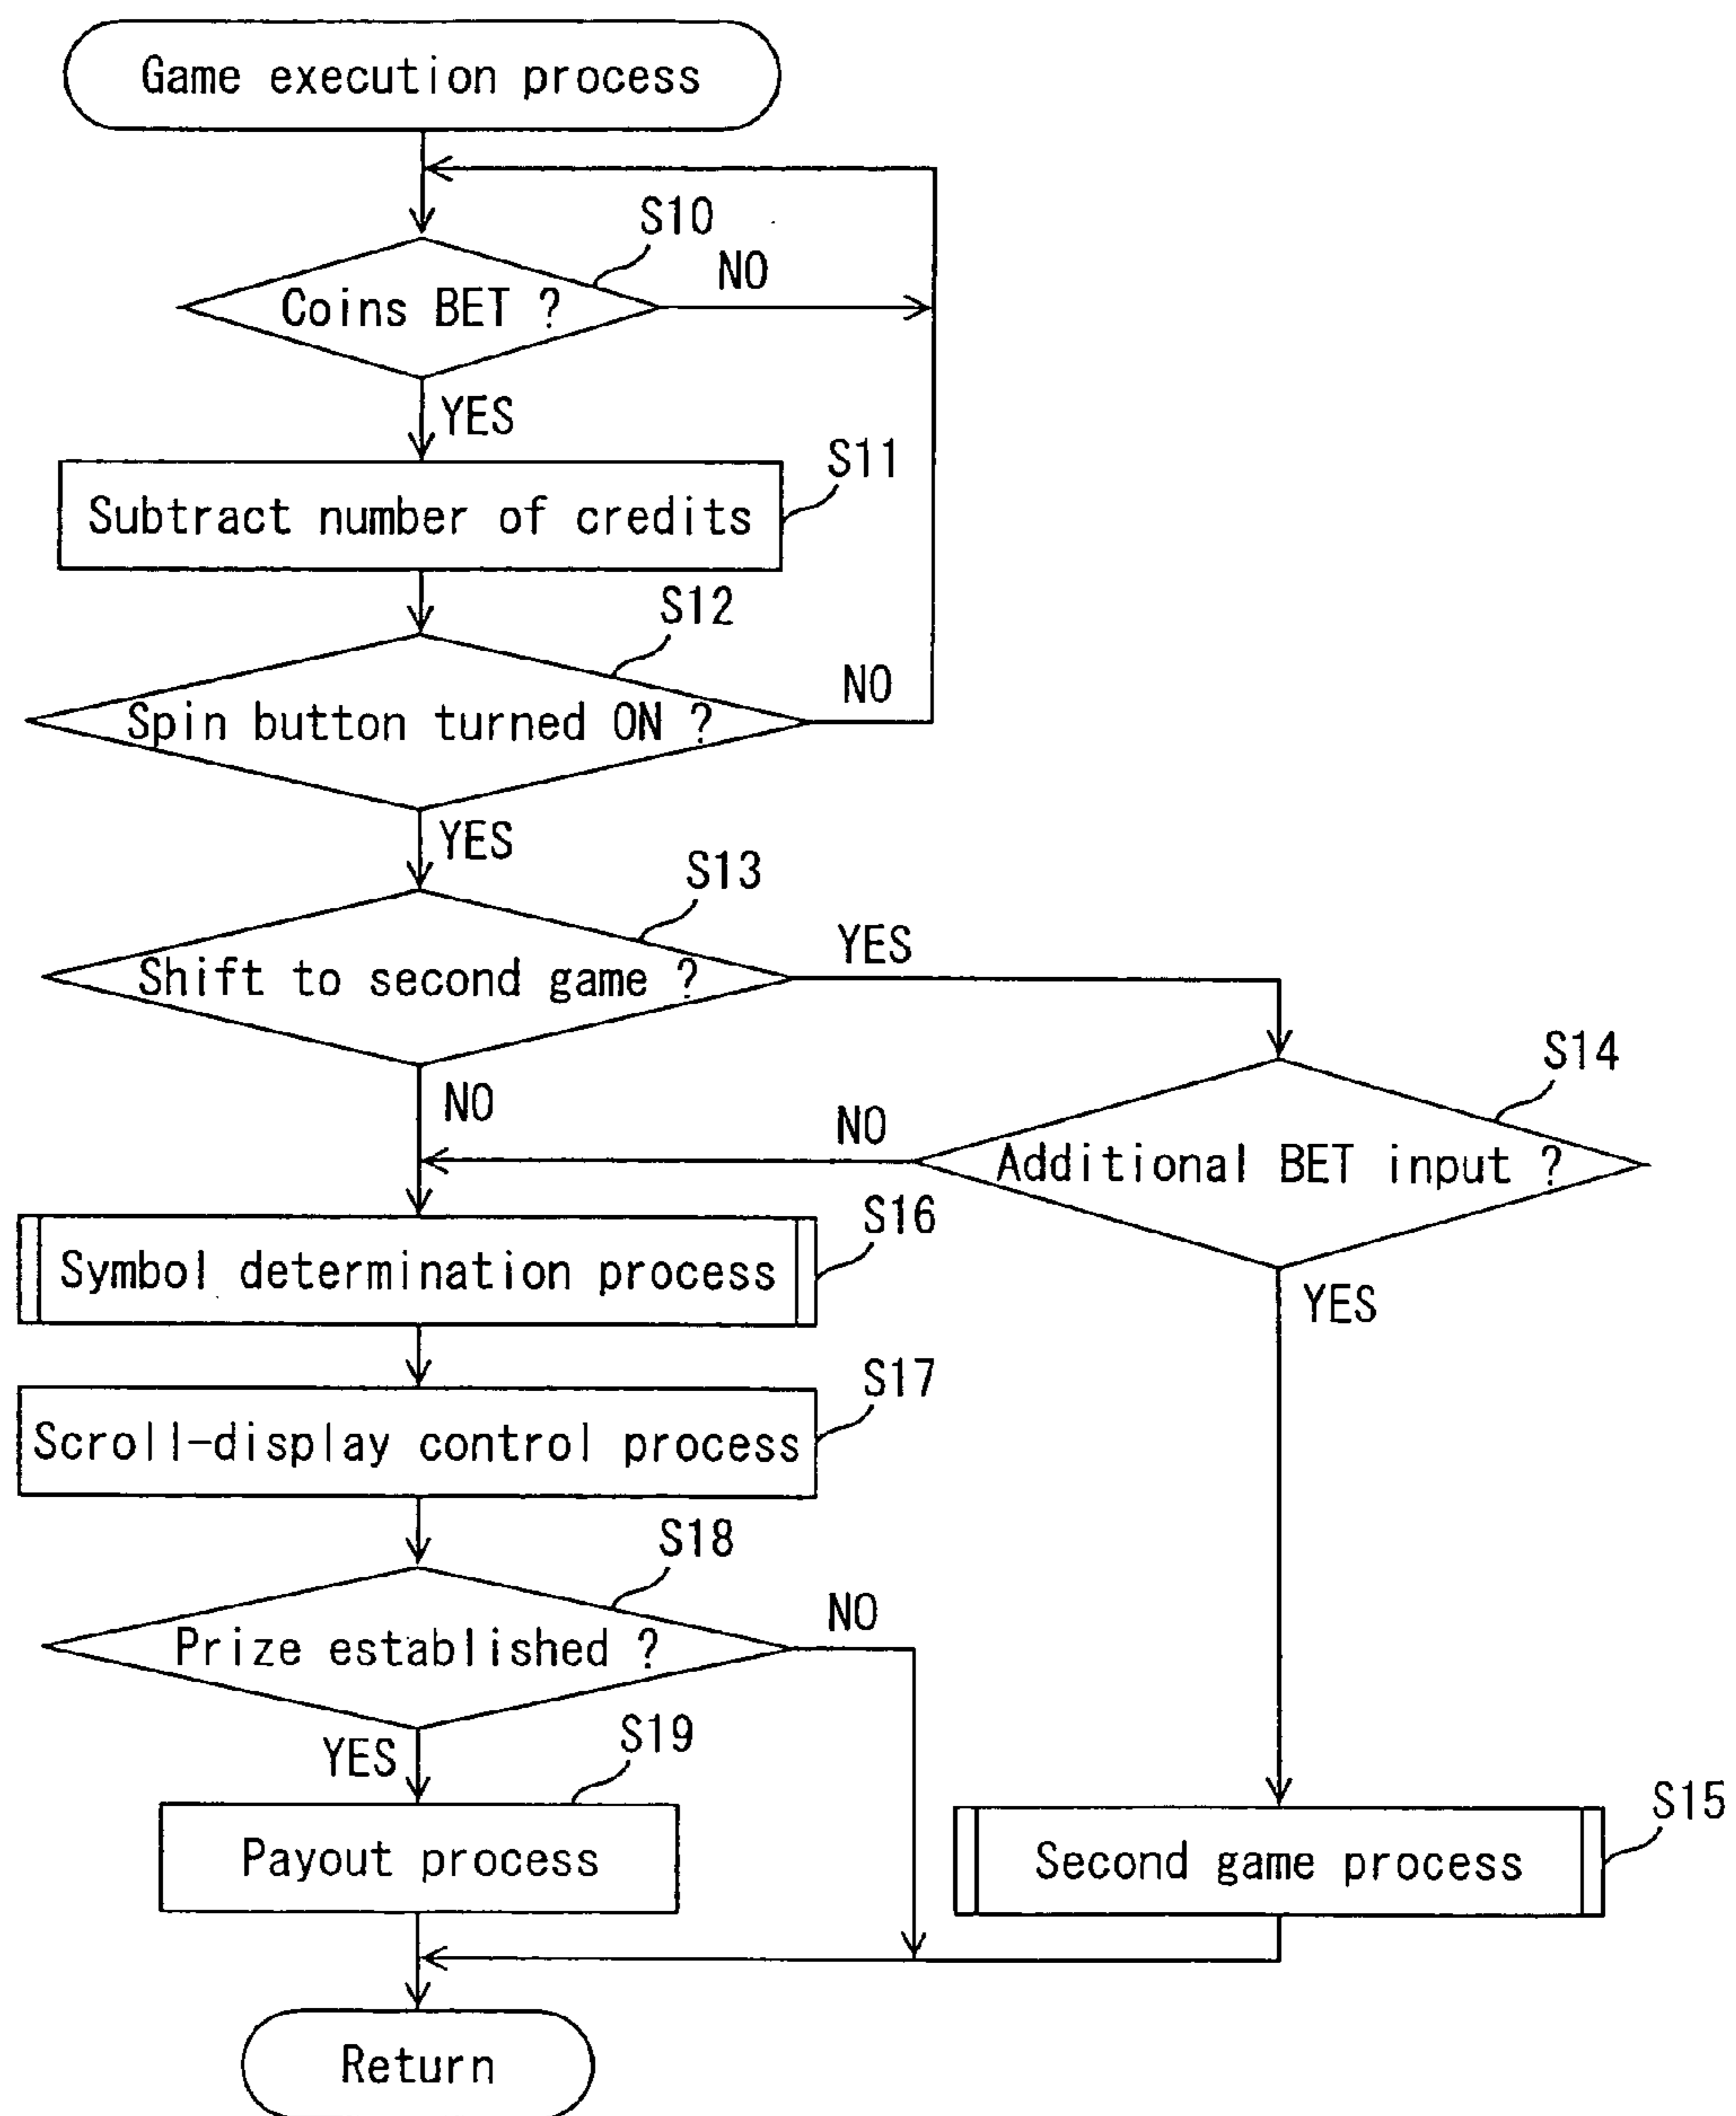 Game execution process
S10
NO
Coins BET ?
YES
S11
Subtract number of credits
S12
NO
Spin button turned ON ?
YES
S13
YES
Shift to second game ?
S14
NO
NO
Additional BET input ?
S16
Symbol determination process
YES
S17
Scroll-display control process
S18
NO
Prize established ?
S19
YES
S15
Payout process
Second game process
Return